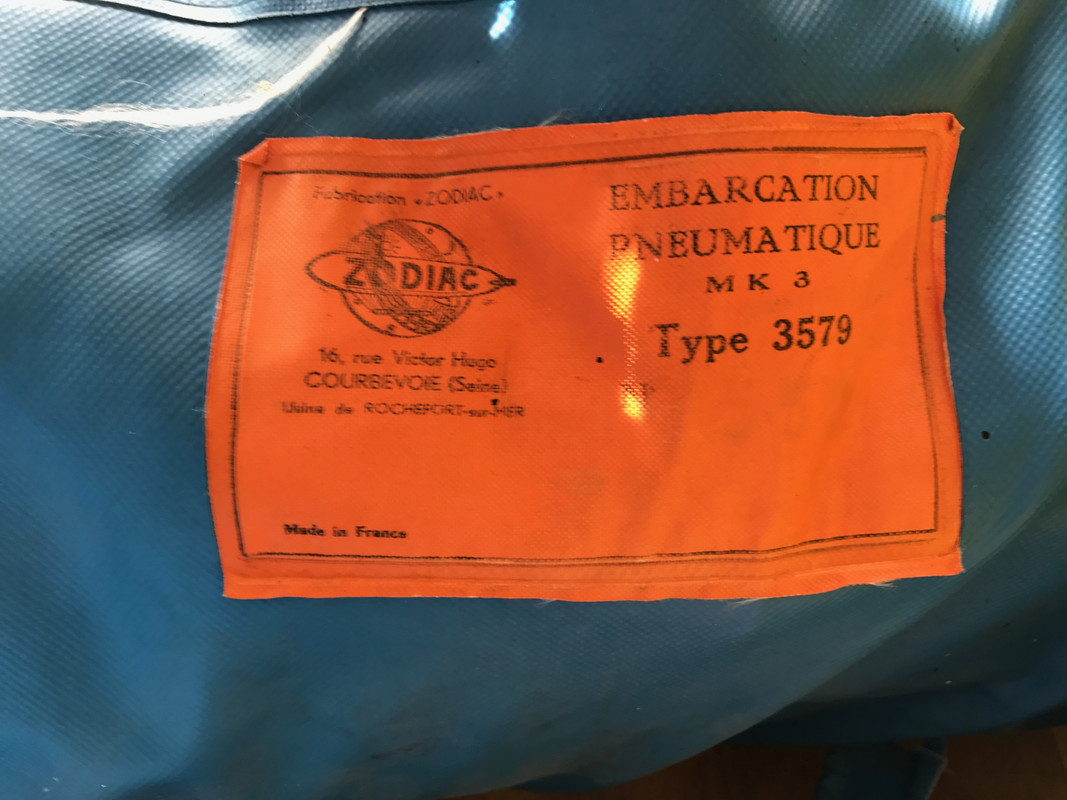 Fabrication «ZODIAC»
ZODIAC
16, rue Victor Hugo
COURBEVOIE (Seine)
Usine de ROCHEFORT-sur-MER
Made in France
EMBARCATION
PNEUMATIQUE
MK 3
Type 3579